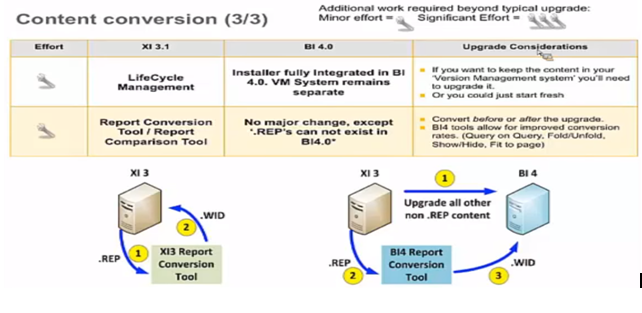 Content conversion (3/3)
Additional work required beyond typical upgrade:
Minor effort = Significant Effort =
Effort XI 3.1 BI 4.0 Upgrade Considerations
LifeCycle
Management
Installer fully Integrated in BI
4.0. VM System remains
separate
If you want to keep the content in your
'Version Management system' you'll need
to upgrade it.
Or you could just start fresh
Report Conversion
Tool / Report
Comparison Tool
No major change, except
'.REP's can not exist in
BI4.0*
Convert before or after the upgrade.
BI4 tools allow for improved conversion
rates. (Query on Query, Fold/Unfold,
Show/Hide, Fit to page)
XI 3
.WID
2
1
.REP
XI3 Report
Conversion
Tool
XI 3
1
BI 4
Upgrade all other
non .REP content
.REP
2
BI4 Report
Conversion
Tool
3
.WID